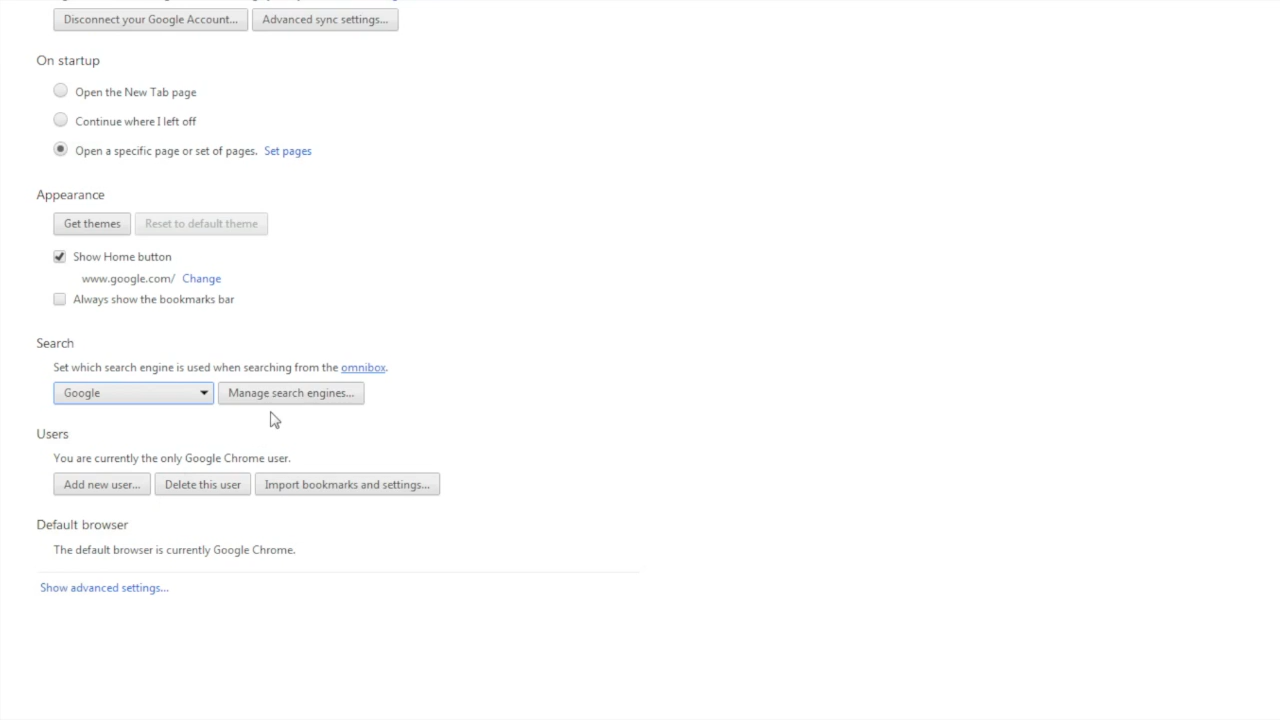 Disconnect your Google Account... Advanced sync settings...
On startup
Open the New Tab page
Continue where I left off
Open a specific page or set of pages. Set pages
Appearance
Get themes Reset to default theme
Show Home button
www.google.com/ Change
Always show the bookmarks bar
Search
Set which search engine is used when searching from the omnibox.
Google Manage search engines...
Users
You are currently the only Google Chrome user.
Add new user... Delete this user Import bookmarks and settings...
Default browser
The default browser is currently Google Chrome.
Show advanced settings...